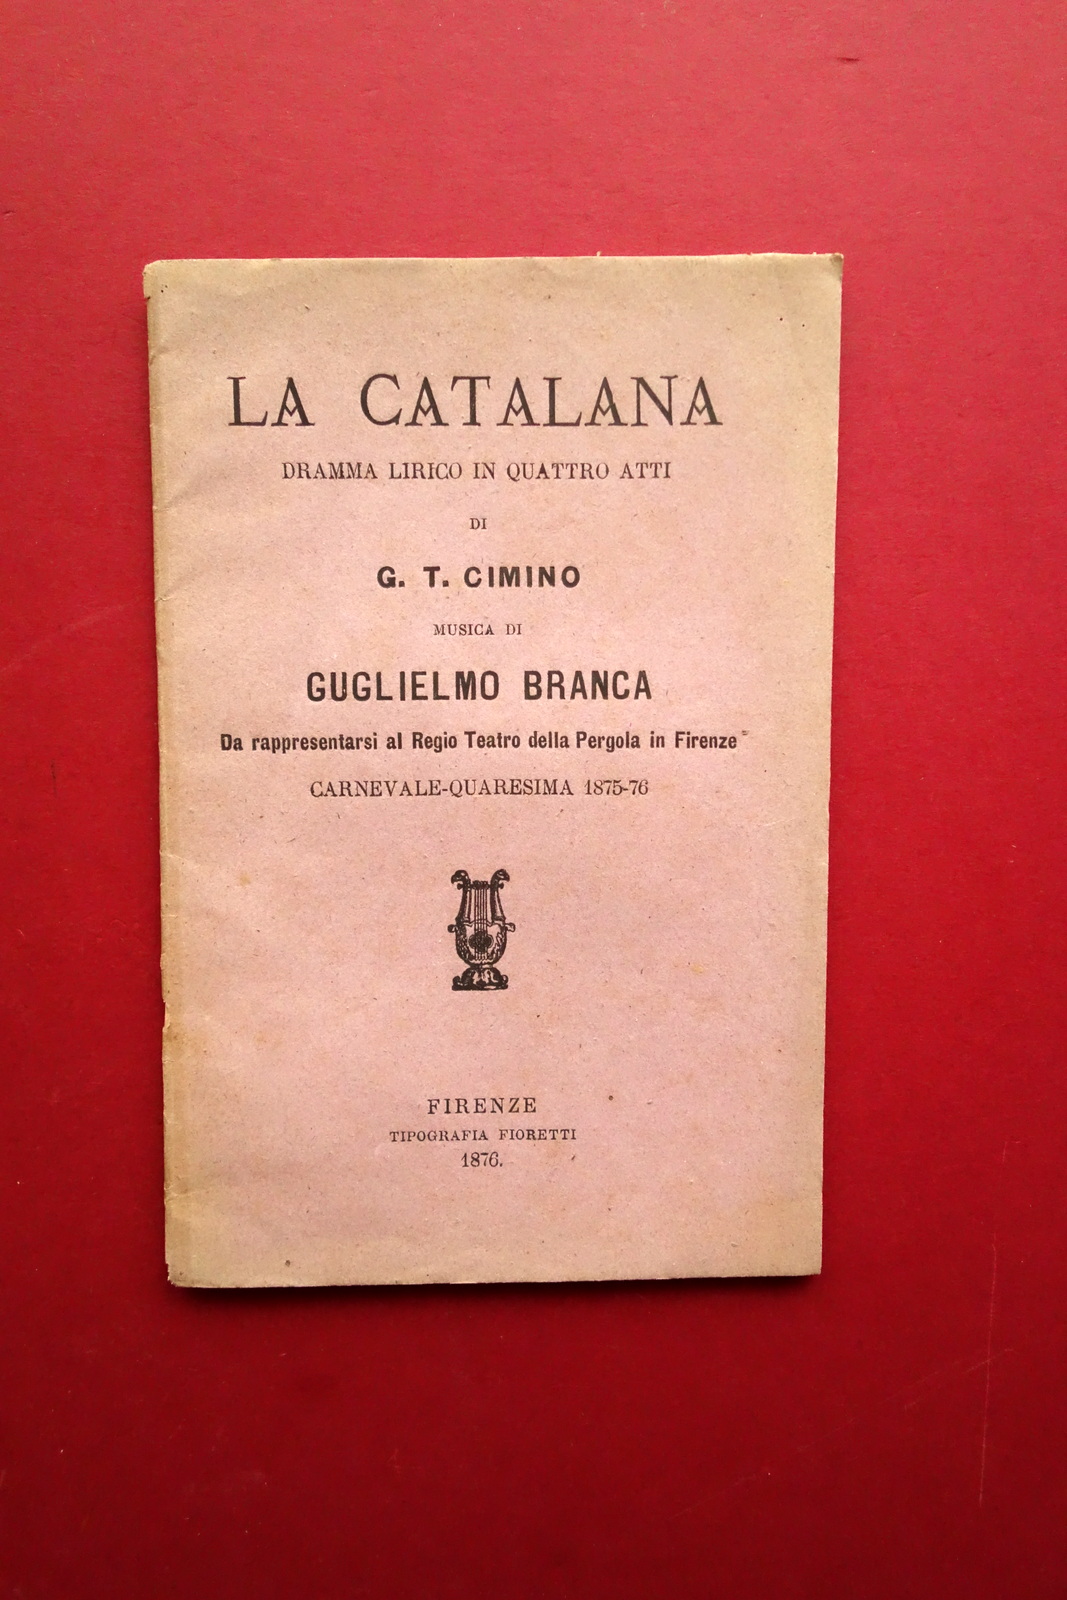 LA CATALANA
DRAMMA LIRICO IN QUATTRO ATTI
DI
G. T. CIMINO
MUSICA DI
GUGLIELMO BRANCA
Da rappresentarsi al Regio Teatro della Pergola in Firenze
CARNEVALE-QUARESIMA 1875-76
FIRENZE
TIPOGRAFIA FIORETTI
1876.